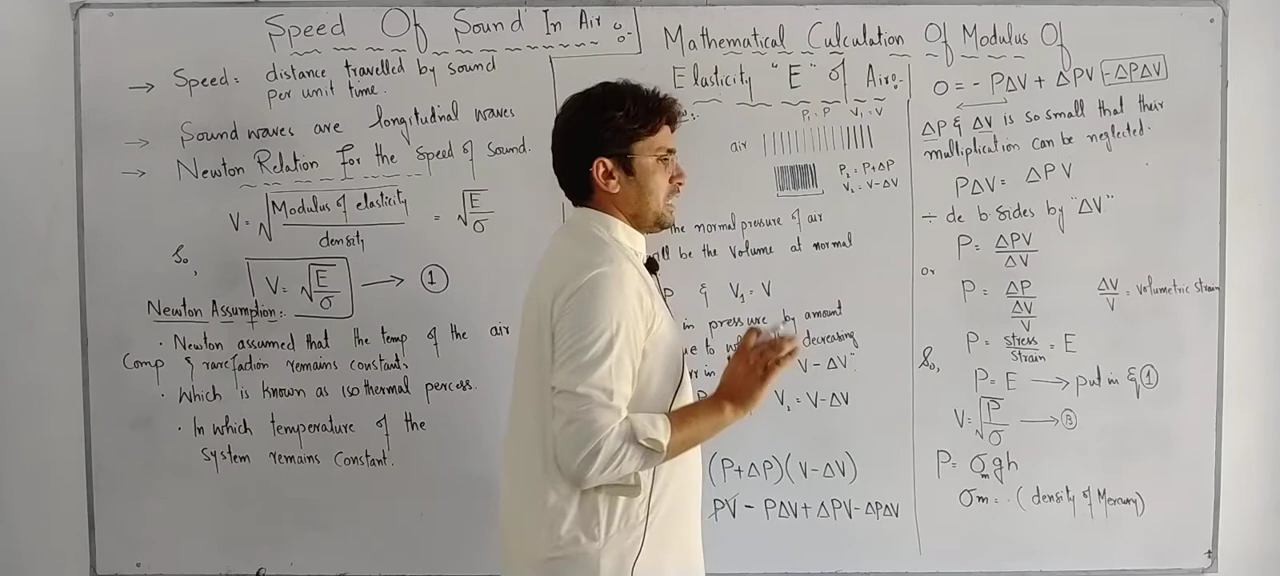 Speed Of Sound In Air :-
→ Speed: distance travelled by sound
per unit time.
→ Sound waves are longitudnal waves
→ Newton Relation For the Speed of Sound.
V = √(Modulus of elasticity / density) = √(E/σ)
So,
V = √(E/σ) → ①
Newton Assumption:-
· Newton assumed that the temp of the air
Comp & rarefaction remains constant.
· Which is known as isothermal percess.
· In which temperature of the
system remains Constant.
Mathematical Calculation Of Modulus Of
Elasticity "E" of Air:-
P₁ = P V₁ = V
air
P₂ = P+ΔP
V₂ = V-ΔV
the normal pressure of air
be the Volume at normal
P & V₁ = V
in pressure by amount
due to decreasing
in V - ΔV".
V₂ = V-ΔV
(P+ΔP)(V-ΔV)
PV - PΔV + ΔPV - ΔPΔV
0 = - PΔV + ΔPV - ΔPΔV
ΔP & ΔV is so small that their
multiplication can be neglected.
PΔV = ΔPV
÷ de b.sides by "ΔV"
P = ΔPV/ΔV
or
P = ΔP/(ΔV/V) ΔV/V = Volumetric strain
P = stress/strain = E
So,
P = E → put in ①
V = √(P/σ) → Ⓑ
P = σₘgh
σm = (density of Mercury)